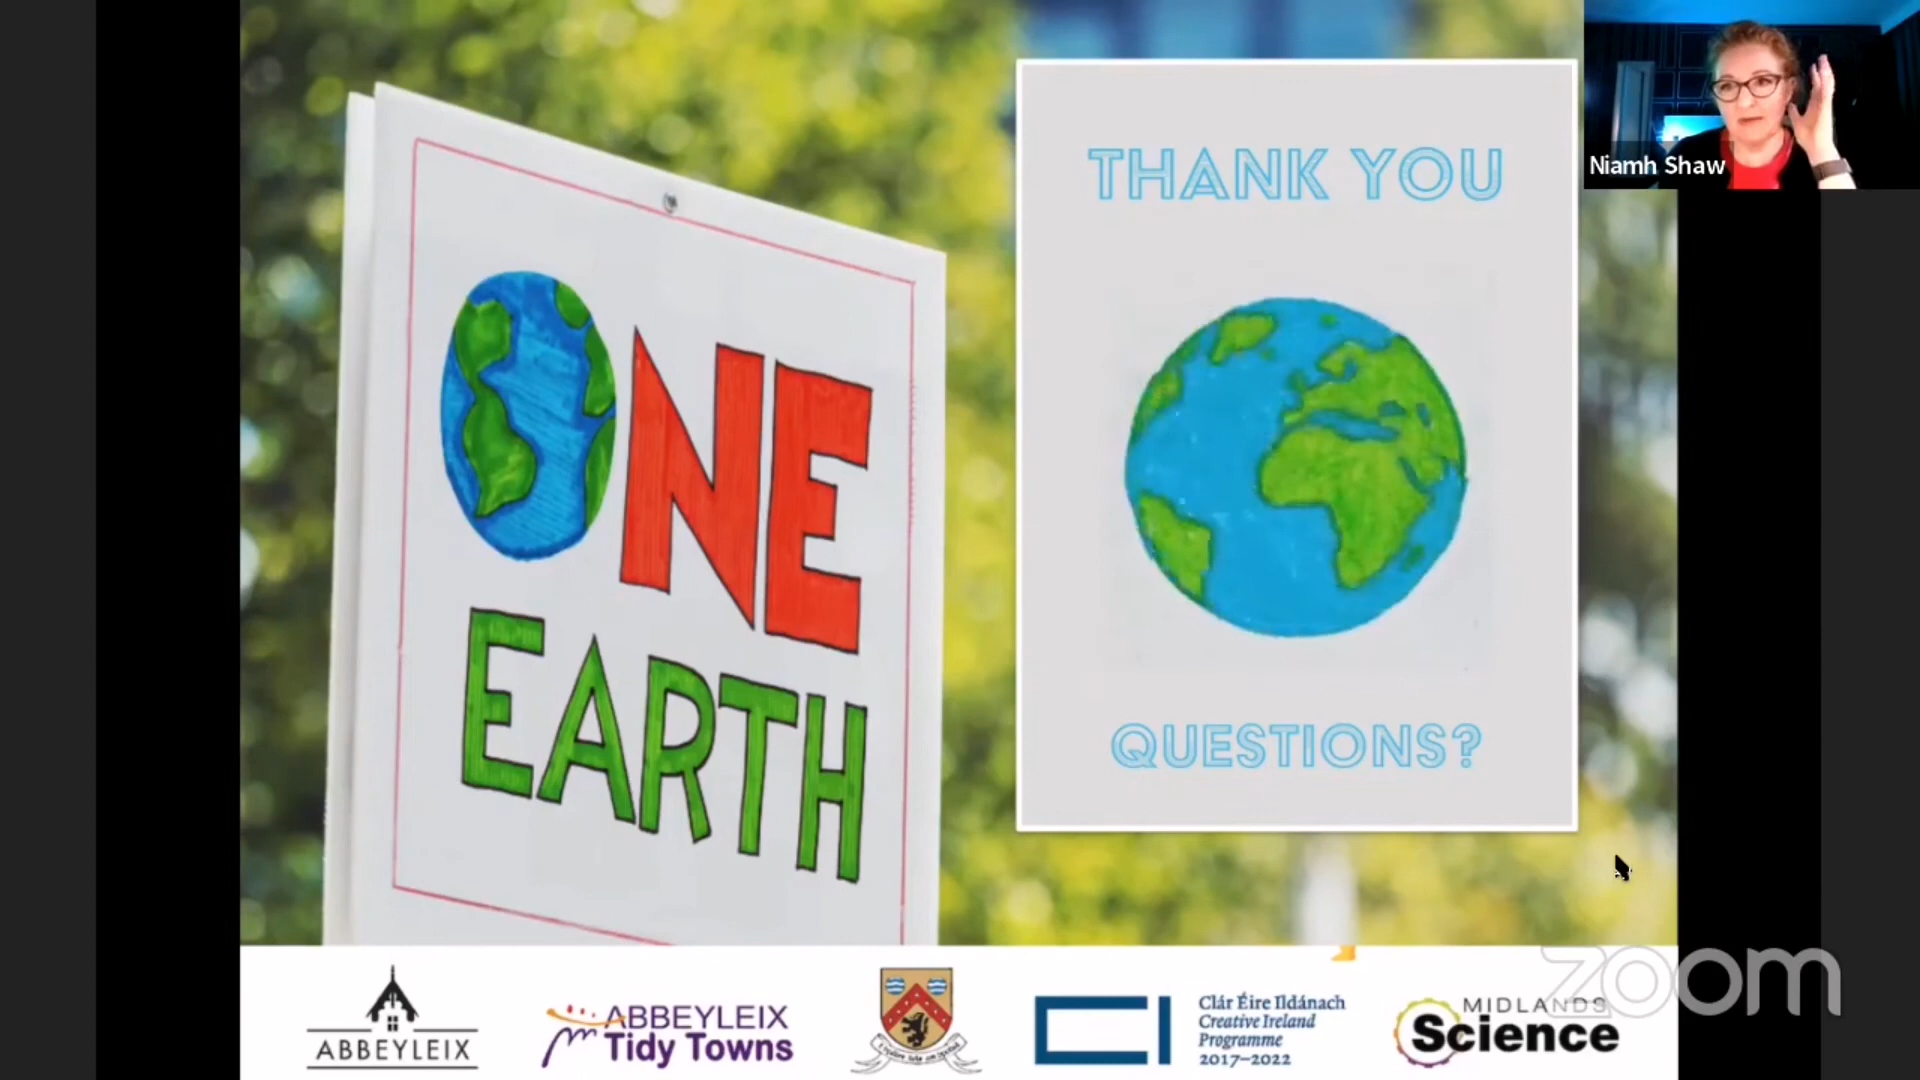 ONE
EARTH
THANK YOU
QUESTIONS?
Niamh Shaw
ABBEYLEIX
ABBEYLEIX
Tidy Towns
Clár Éire Ildánach
Creative Ireland
Programme
2017–2022
MIDLANDS
Science
zoom